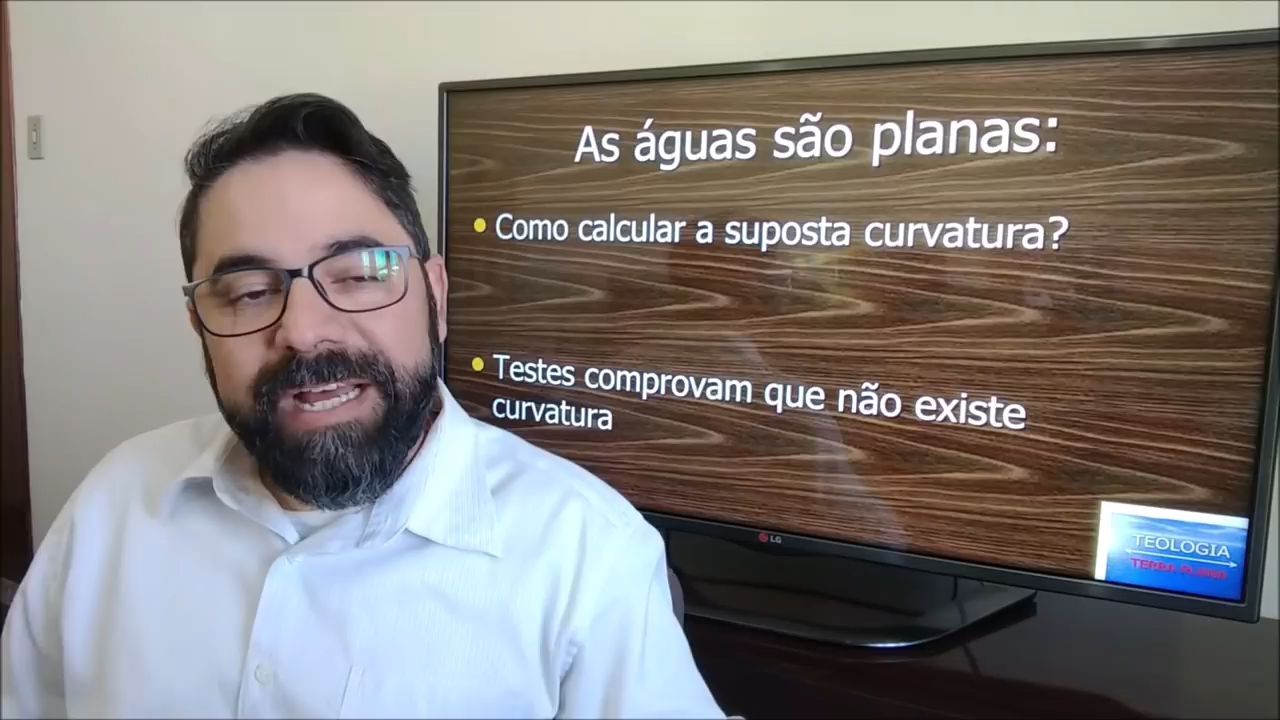 As águas são planas:
Como calcular a suposta curvatura?
Testes comprovam que não existe
curvatura
LG
TEOLOGIA
TERRA PLANA